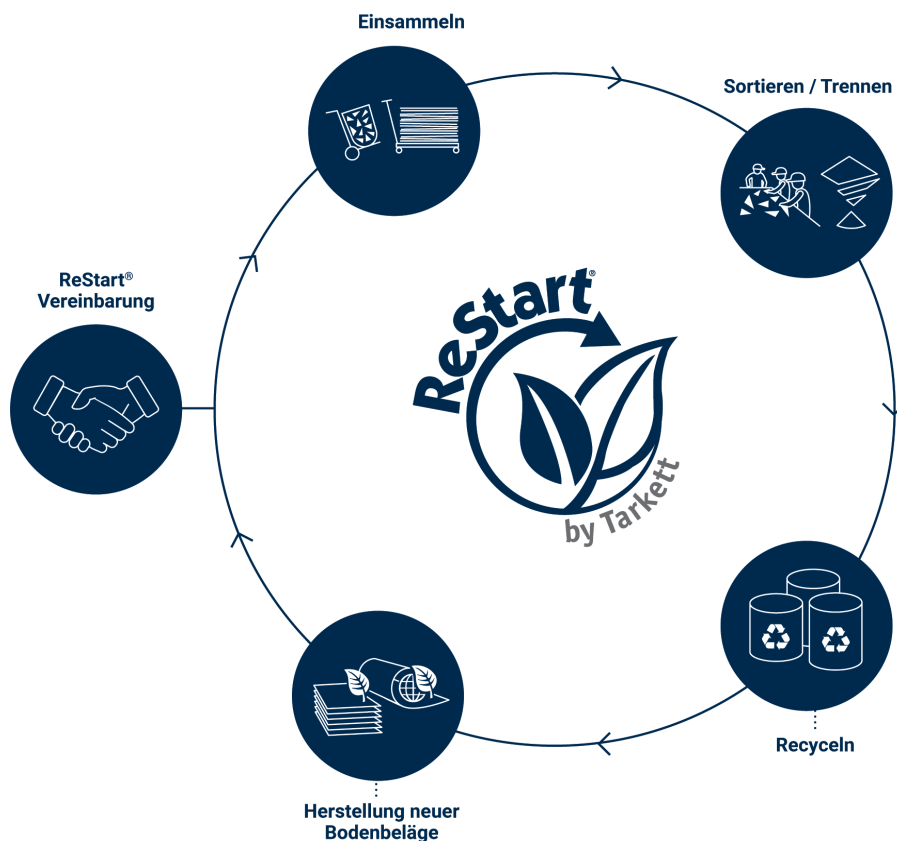 Einsammeln
Sortieren / Trennen
ReStart®
Vereinbarung
ReStart®
by Tarkett
Recyceln
Herstellung neuer
Bodenbeläge